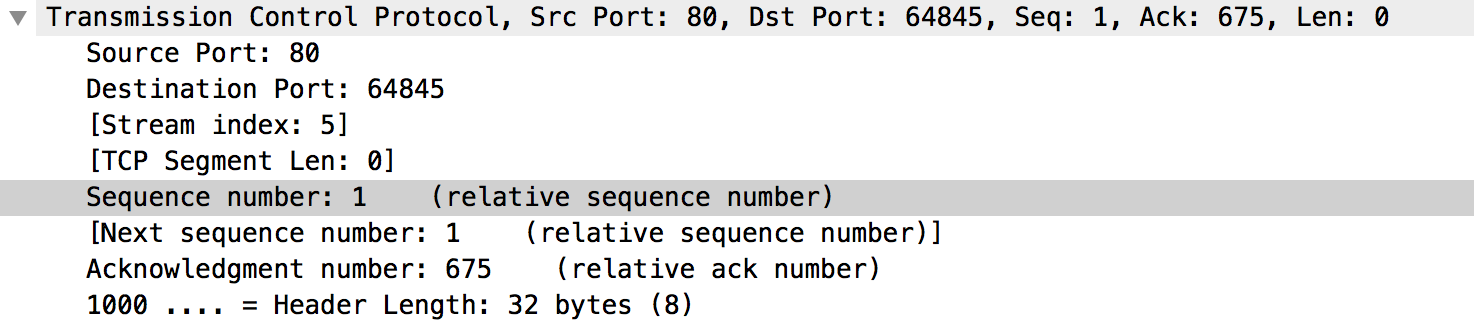 Transmission Control Protocol, Src Port: 80, Dst Port: 64845, Seq: 1, Ack: 675, Len: 0
Source Port: 80
Destination Port: 64845
[Stream index: 5]
[TCP Segment Len: 0]
Sequence number: 1    (relative sequence number)
[Next sequence number: 1    (relative sequence number)]
Acknowledgment number: 675    (relative ack number)
1000 .... = Header Length: 32 bytes (8)